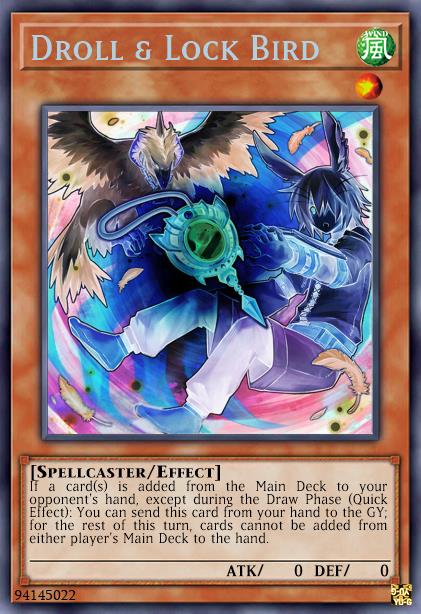 Droll & Lock Bird
WIND
風
[Spellcaster/Effect]
If a card(s) is added from the Main Deck to your
opponent's hand, except during the Draw Phase (Quick
Effect): You can send this card from your hand to the GY;
for the rest of this turn, cards cannot be added from
either player's Main Deck to the hand.
ATK/ 0 DEF/ 0
94145022